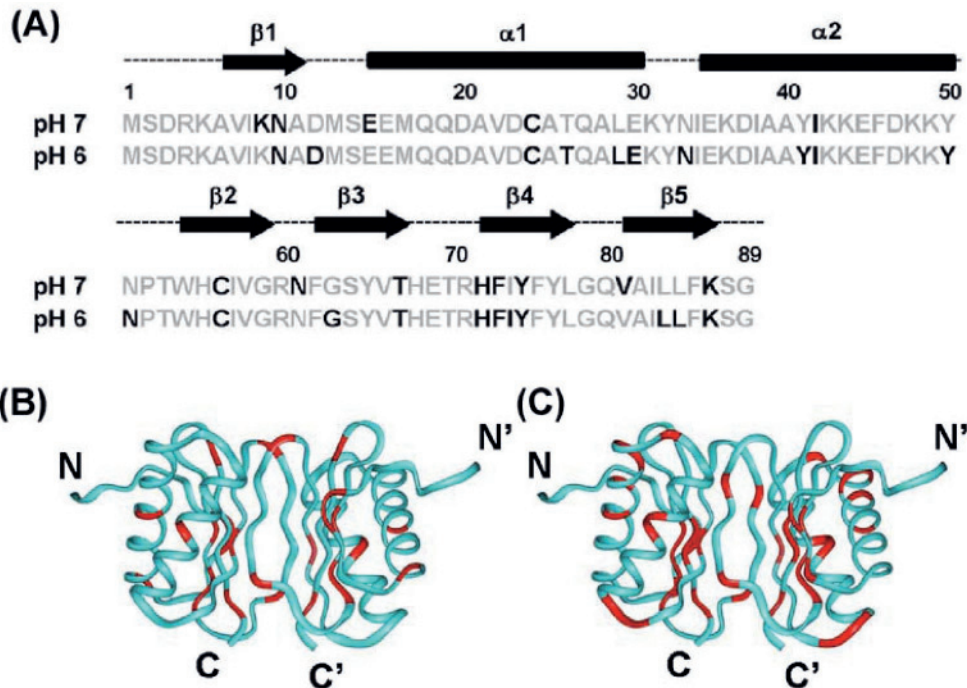 (A)
β1 α1 α2
1 10 20 30 40 50
pH 7 MSDRKAVIKNADMSEEMQQDAVDCATQALEKYNIEKDIAAYIKKEFDKKY
pH 6 MSDRKAVIKNADMSEEMQQDAVDCATQALEKYNIEKDIAAYIKKEFDKKY
β2 β3 β4 β5
60 70 80 89
pH 7 NPTWHCIVGRNFGSYVTHETRHFIYFYLGQVAILLFKSG
pH 6 NPTWHCIVGRNFGSYVTHETRHFIYFYLGQVAILLFKSG
(B) (C)
N N' N N'
C C' C C'